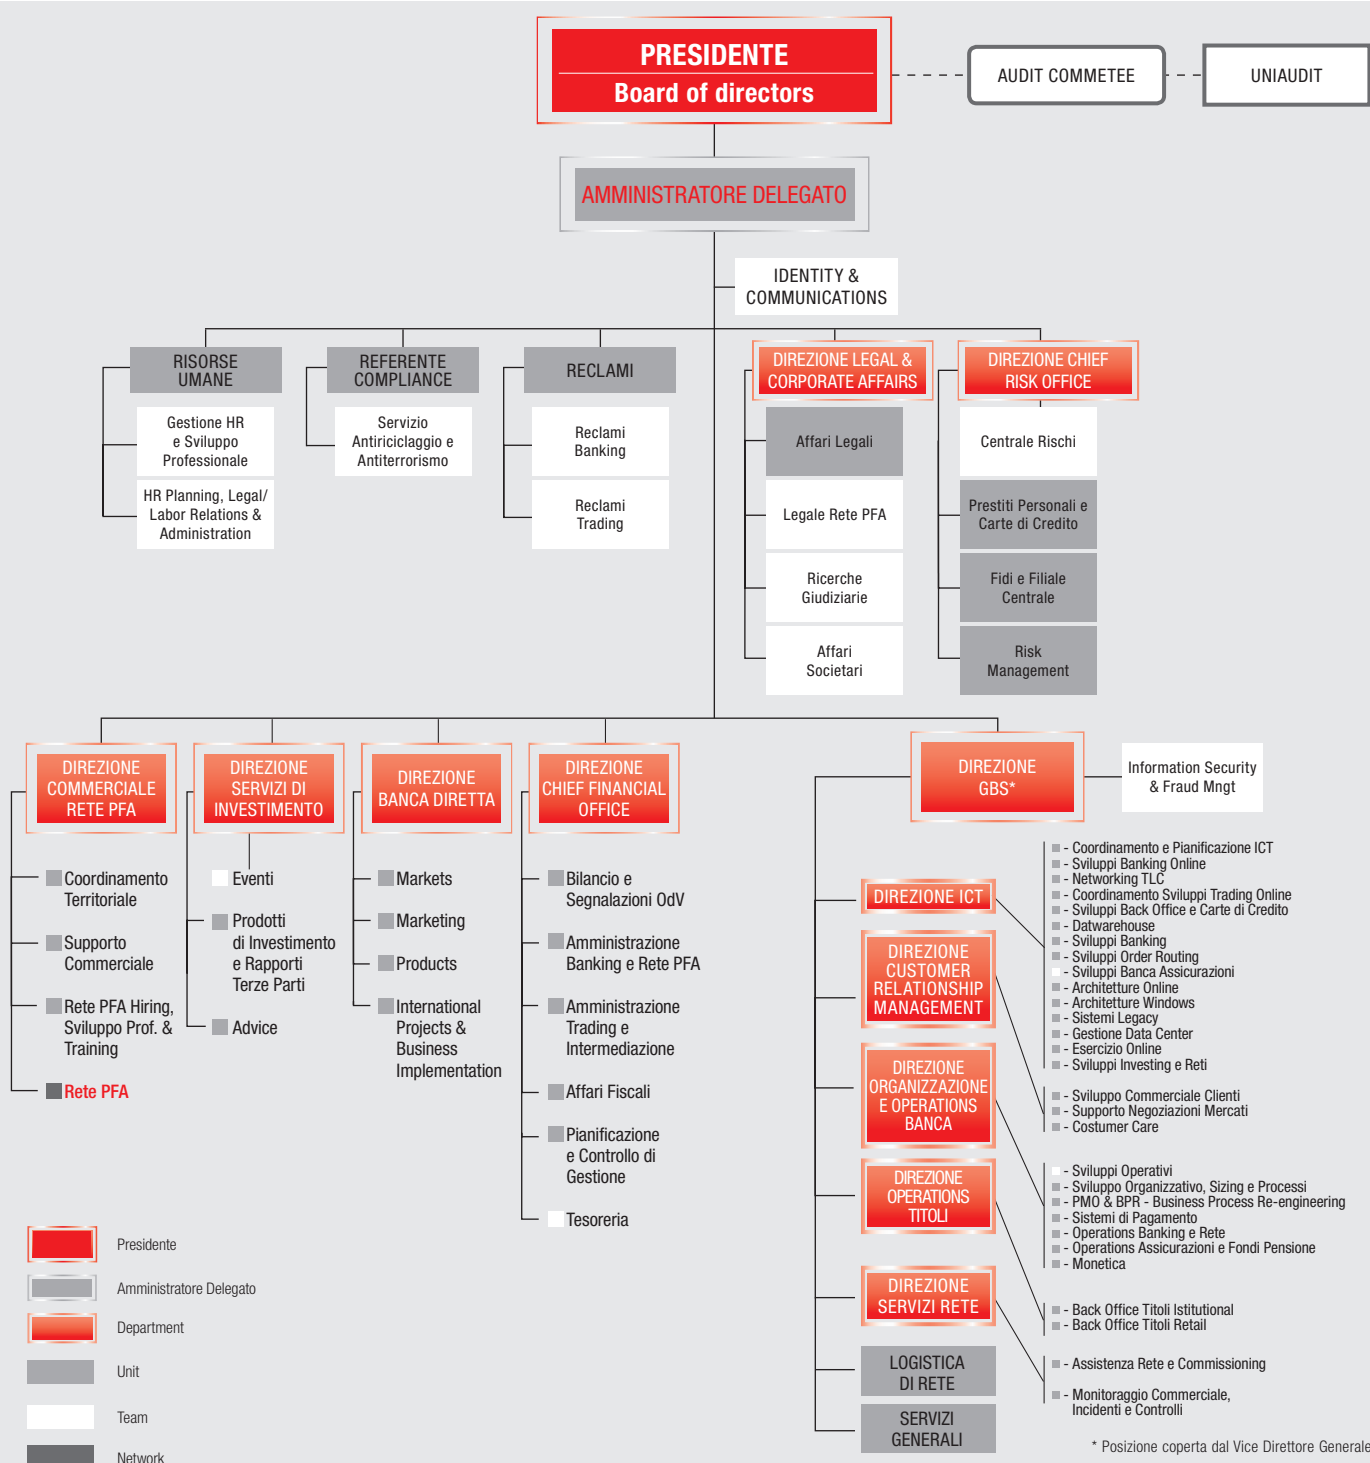 PRESIDENTE
Board of directors
AUDIT COMMETEE
UNIAUDIT
AMMINISTRATORE DELEGATO
IDENTITY &
COMMUNICATIONS
RISORSE
UMANE
Gestione HR
e Sviluppo
Professionale
HR Planning, Legal/
Labor Relations &
Administration
REFERENTE
COMPLIANCE
Servizio
Antiriciclaggio e
Antiterrorismo
RECLAMI
Reclami
Banking
Reclami
Trading
DIREZIONE LEGAL &
CORPORATE AFFAIRS
Affari Legali
Legale Rete PFA
Ricerche
Giudiziarie
Affari
Societari
DIREZIONE CHIEF
RISK OFFICE
Centrale Rischi
Prestiti Personali e
Carte di Credito
Fidi e Filiale
Centrale
Risk
Management
DIREZIONE
COMMERCIALE
RETE PFA
Coordinamento
Territoriale
Supporto
Commerciale
Rete PFA Hiring,
Sviluppo Prof. &
Training
Rete PFA
DIREZIONE
SERVIZI DI
INVESTIMENTO
Eventi
Prodotti
di Investimento
e Rapporti
Terze Parti
Advice
DIREZIONE
BANCA DIRETTA
Markets
Marketing
Products
International
Projects &
Business
Implementation
DIREZIONE
CHIEF FINANCIAL
OFFICE
Bilancio e
Segnalazioni OdV
Amministrazione
Banking e Rete PFA
Amministrazione
Trading e
Intermediazione
Affari Fiscali
Pianificazione
e Controllo di
Gestione
Tesoreria
DIREZIONE
GBS*
Information Security
& Fraud Mngt
DIREZIONE ICT
- Coordinamento e Pianificazione ICT
- Sviluppi Banking Online
- Networking TLC
- Coordinamento Sviluppi Trading Online
- Sviluppi Back Office e Carte di Credito
- Datwarehouse
- Sviluppi Banking
- Sviluppi Order Routing
- Sviluppi Banca Assicurazioni
- Architetture Online
- Architetture Windows
- Sistemi Legacy
- Gestione Data Center
- Esercizio Online
- Sviluppi Investing e Reti
DIREZIONE
CUSTOMER
RELATIONSHIP
MANAGEMENT
- Sviluppo Commerciale Clienti
- Supporto Negoziazioni Mercati
- Costumer Care
DIREZIONE
ORGANIZZAZIONE
E OPERATIONS
BANCA
- Sviluppi Operativi
- Sviluppo Organizzativo, Sizing e Processi
- PMO & BPR - Business Process Re-engineering
- Sistemi di Pagamento
- Operations Banking e Rete
- Operations Assicurazioni e Fondi Pensione
- Monetica
DIREZIONE
OPERATIONS
TITOLI
- Back Office Titoli Istitutional
- Back Office Titoli Retail
DIREZIONE
SERVIZI RETE
- Assistenza Rete e Commissioning
- Monitoraggio Commerciale,
Incidenti e Controlli
LOGISTICA
DI RETE
SERVIZI
GENERALI
Presidente
Amministratore Delegato
Department
Unit
Team
Network
* Posizione coperta dal Vice Direttore Generale